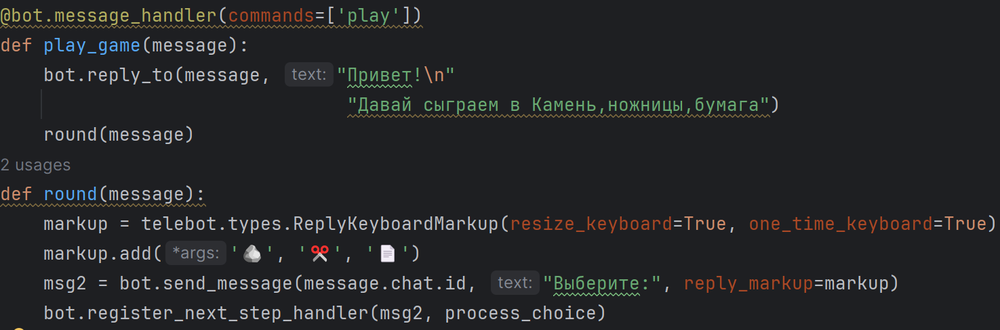 @bot.message_handler(commands=['play'])
def play_game(message):
    bot.reply_to(message, text: "Привет!\n"
                                "Давай сыграем в Камень,ножницы,бумага")
    round(message)
2 usages
def round(message):
    markup = telebot.types.ReplyKeyboardMarkup(resize_keyboard=True, one_time_keyboard=True)
    markup.add( *args: '🪨', '✂️', '📄')
    msg2 = bot.send_message(message.chat.id, text: "Выберите:", reply_markup=markup)
    bot.register_next_step_handler(msg2, process_choice)